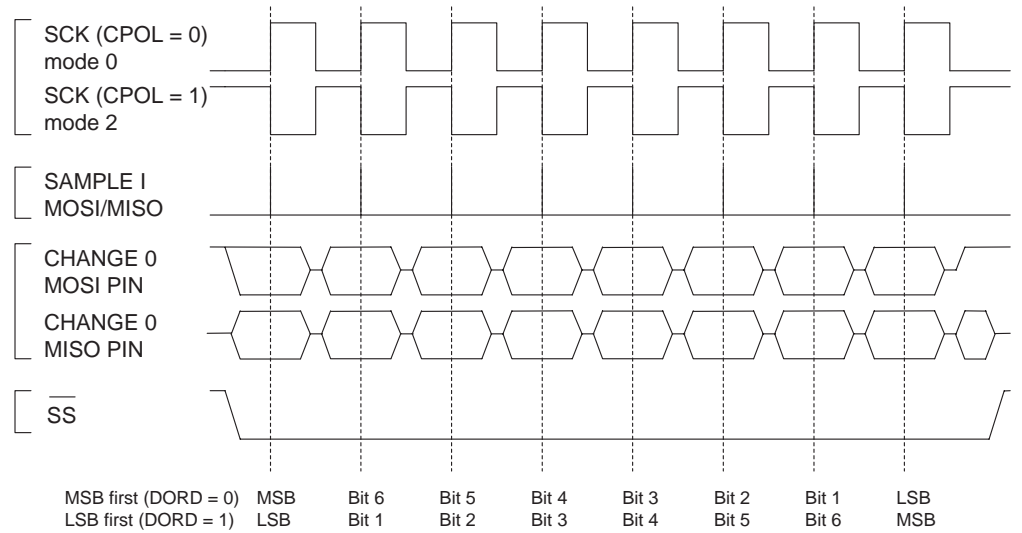 SCK (CPOL = 0)
mode 0
SCK (CPOL = 1)
mode 2
SAMPLE I
MOSI/MISO
CHANGE 0
MOSI PIN
CHANGE 0
MISO PIN
SS
MSB first (DORD = 0) MSB Bit 6 Bit 5 Bit 4 Bit 3 Bit 2 Bit 1 LSB
LSB first (DORD = 1) LSB Bit 1 Bit 2 Bit 3 Bit 4 Bit 5 Bit 6 MSB